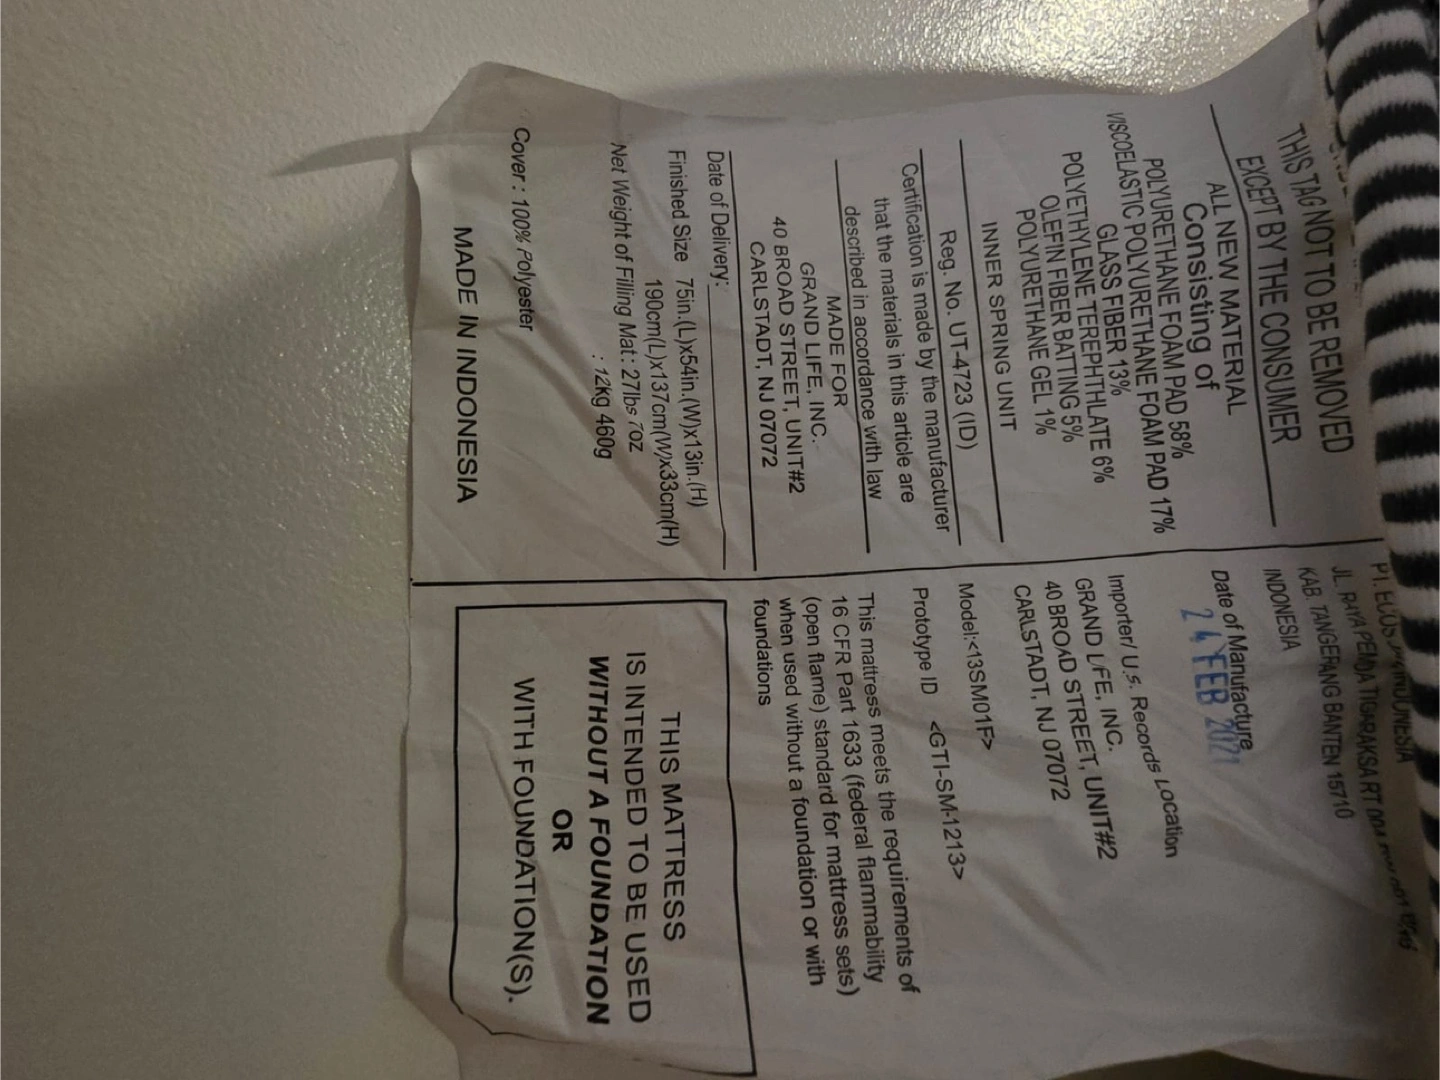 THIS TAG NOT TO BE REMOVED
EXCEPT BY THE CONSUMER
ALL NEW MATERIAL
Consisting of
POLYURETHANE FOAM PAD 58%
VISCOELASTIC POLYURETHANE FOAM PAD 17%
GLASS FIBER 13%
POLYETHYLENE TEREPHTHLATE 6%
OLEFIN FIBER BATTING 5%
POLYURETHANE GEL 1%
INNER SPRING UNIT
Reg. No. UT-4723 (ID)
Certification is made by the manufacturer
that the materials in this article are
described in accordance with law
MADE FOR
GRAND LIFE, INC.
40 BROAD STREET, UNIT#2
CARLSTADT, NJ 07072
Date of Delivery:
Finished Size 75in.(L)x54in.(W)x13in.(H)
190cm(L)x137cm(W)x33cm(H)
Net Weight of Filling Mat : 27lbs 7oz
: 12kg 460g
Cover : 100% Polyester
MADE IN INDONESIA
PT. INDONESIA
JL. RAYA PEMDA TIGARAKSA RT
KAB. TANGERANG BANTEN 15710
INDONESIA
Date of Manufacture
24 FEB 2021
Importer/ U.S. Records Location
GRAND LIFE, INC.
40 BROAD STREET, UNIT#2
CARLSTADT, NJ 07072
Model:<13SM01F>
Prototype ID <GTI-SM-1213>
This mattress meets the requirements of
16 CFR Part 1633 (federal flammability
(open flame) standard for mattress sets)
when used without a foundation or with
foundations
THIS MATTRESS
IS INTENDED TO BE USED
WITHOUT A FOUNDATION
OR
WITH FOUNDATION(S).